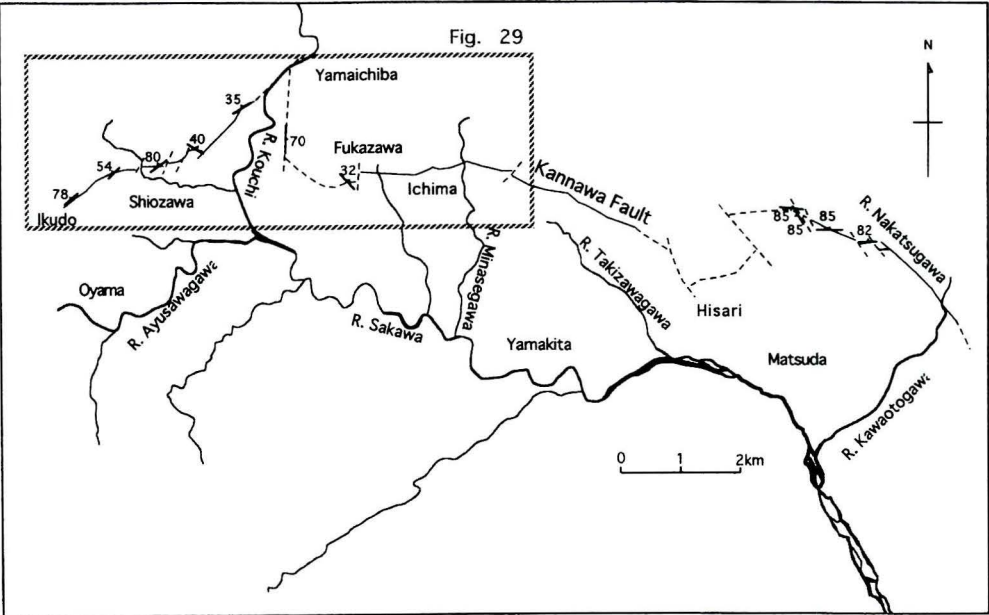 Fig. 29
N
Yamaichiba
35
R. Kouchi
70
40
Fukazawa
80
54
32
Ichima
Kannawa Fault
78
Shiozawa
Ikudo
85
85
85
82
R. Nakatsugawa
R. Minasegawa
R. Takizawagawa
Oyama
R. Ayusawagawa
R. Sakawa
Hisari
Yamakita
Matsuda
R. Kawaotogawa
0 1 2km